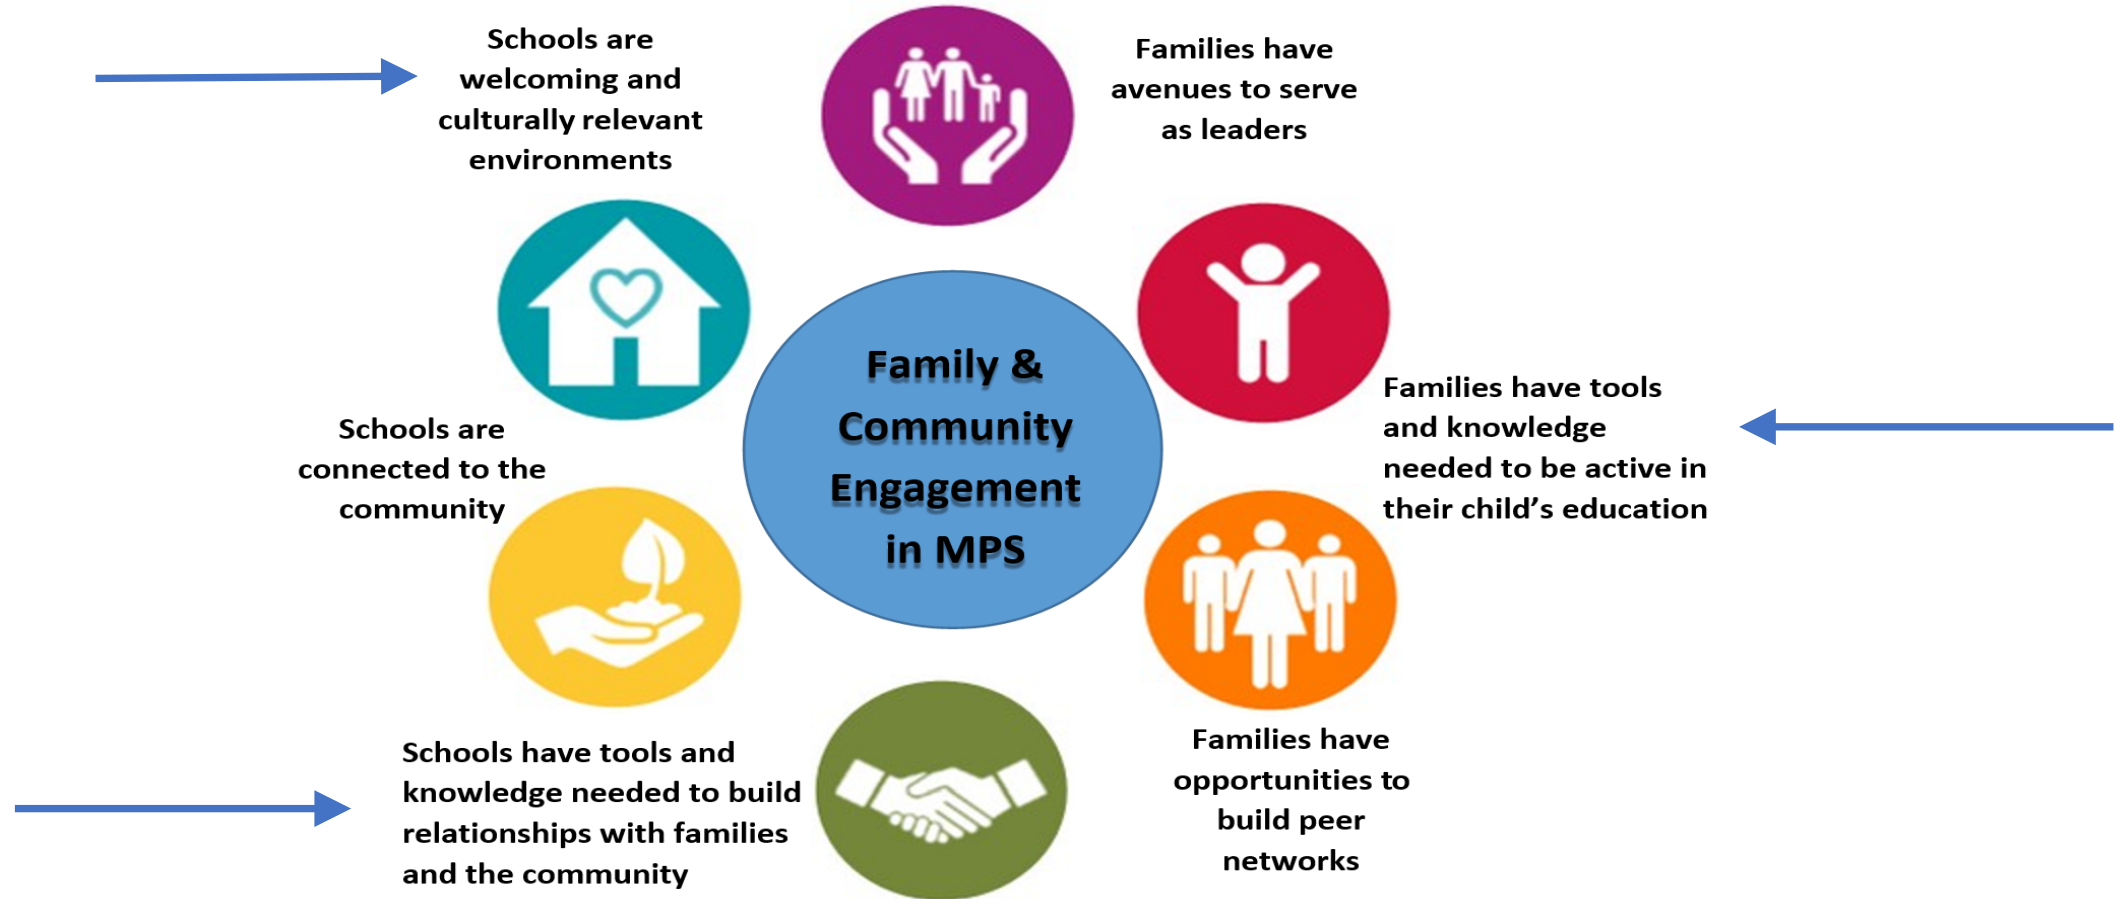 Schools are
welcoming and
culturally relevant
environments
Families have
avenues to serve
as leaders
Family &
Community
Engagement
in MPS
Families have tools
and knowledge
needed to be active in
their child’s education
Schools are
connected to the
community
Schools have tools and
knowledge needed to build
relationships with families
and the community
Families have
opportunities to
build peer
networks